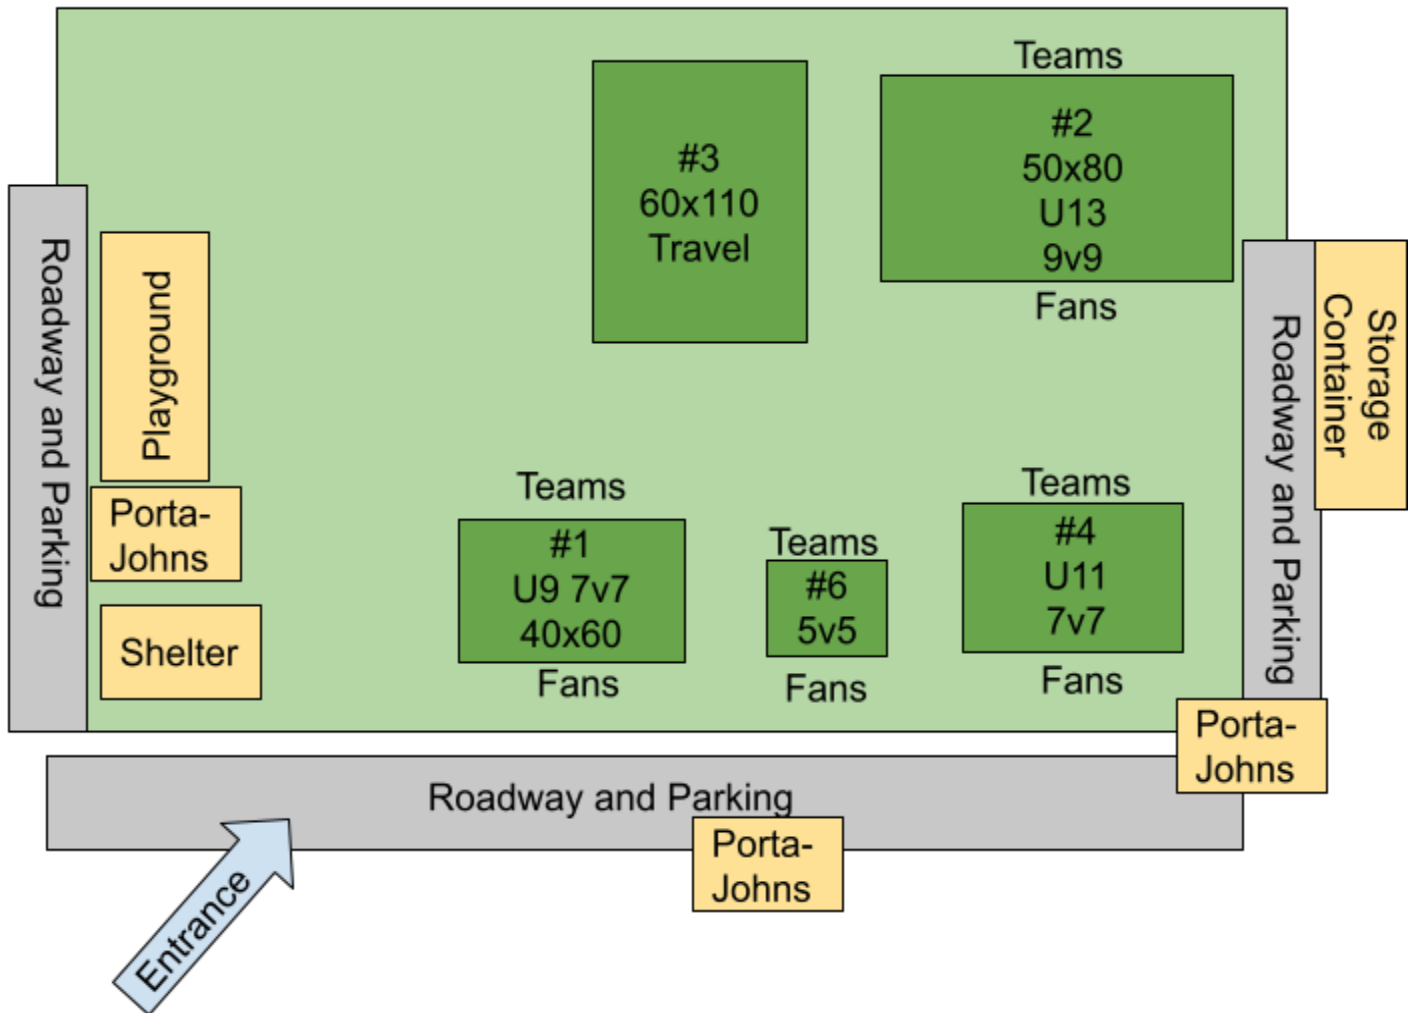 Teams
#2
50x80
U13
9v9
Fans
#3
60x110
Travel
Roadway and Parking
Playground
Porta-
Johns
Shelter
Teams
#1
U9 7v7
40x60
Fans
Teams
#6
5v5
Fans
Teams
#4
U11
7v7
Fans
Roadway and Parking
Storage
Container
Porta-
Johns
Roadway and Parking
Porta-
Johns
Entrance